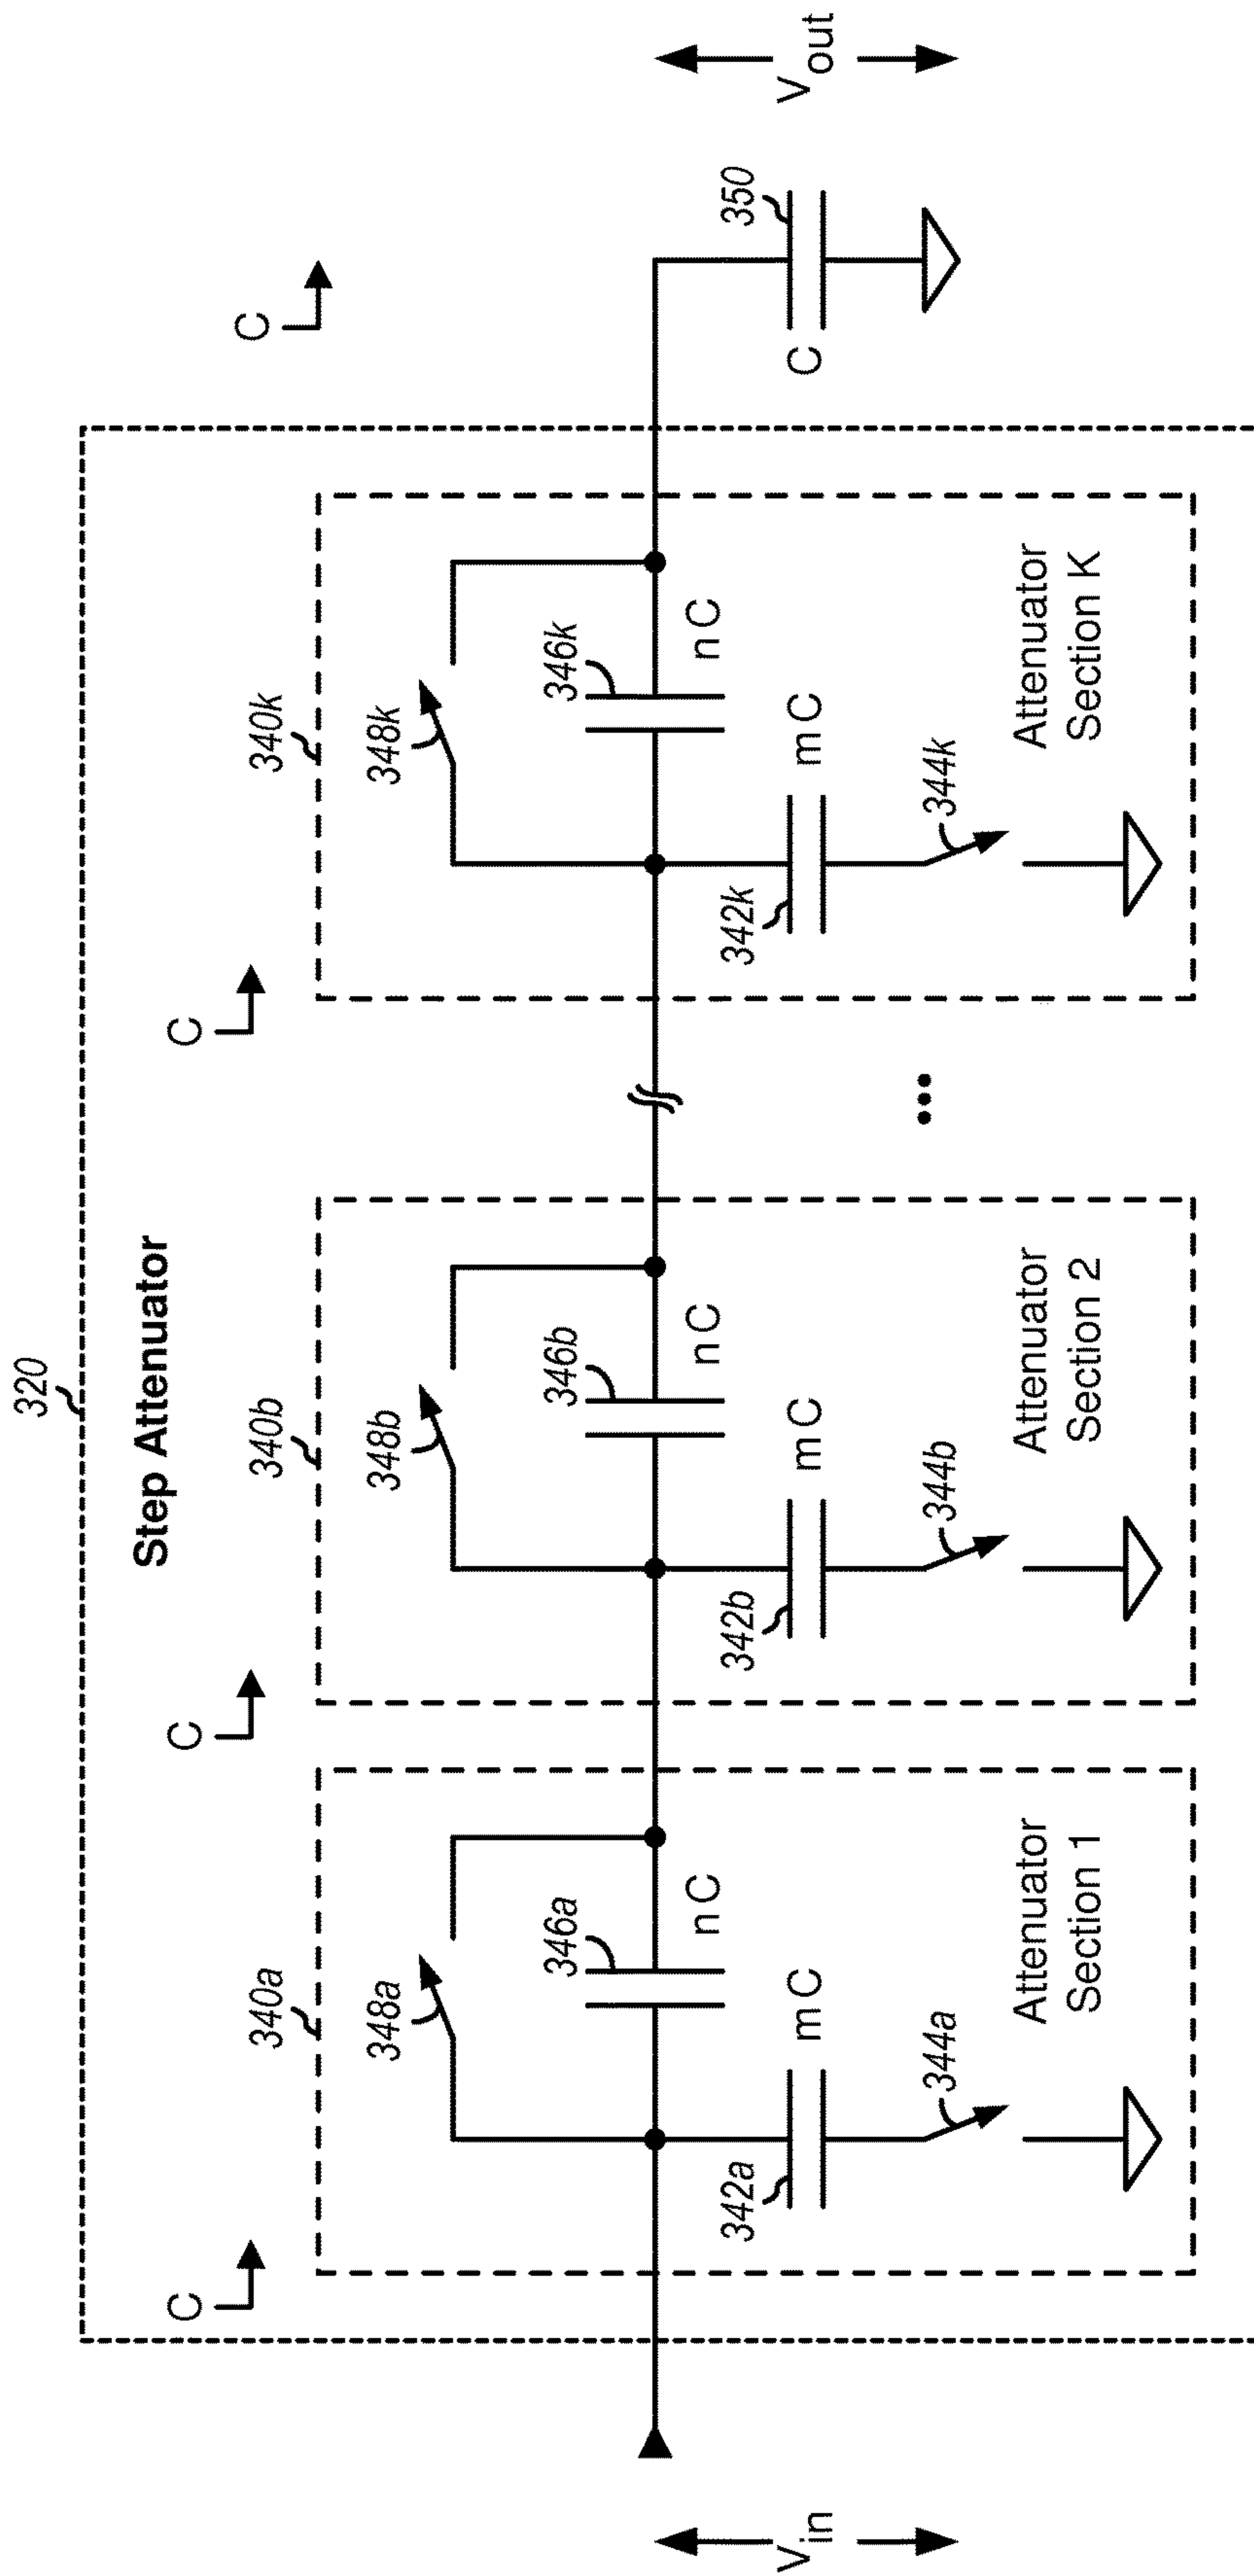 320
Step Attenuator
C
C
C
C
340a
340b
340k
348a
348b
348k
346a
346b
346k
nC
nC
nC
342a
mC
342b
mC
342k
mC
C
350
344a
344b
344k
Attenuator
Section 1
Attenuator
Section 2
Attenuator
Section K
Vin
Vout